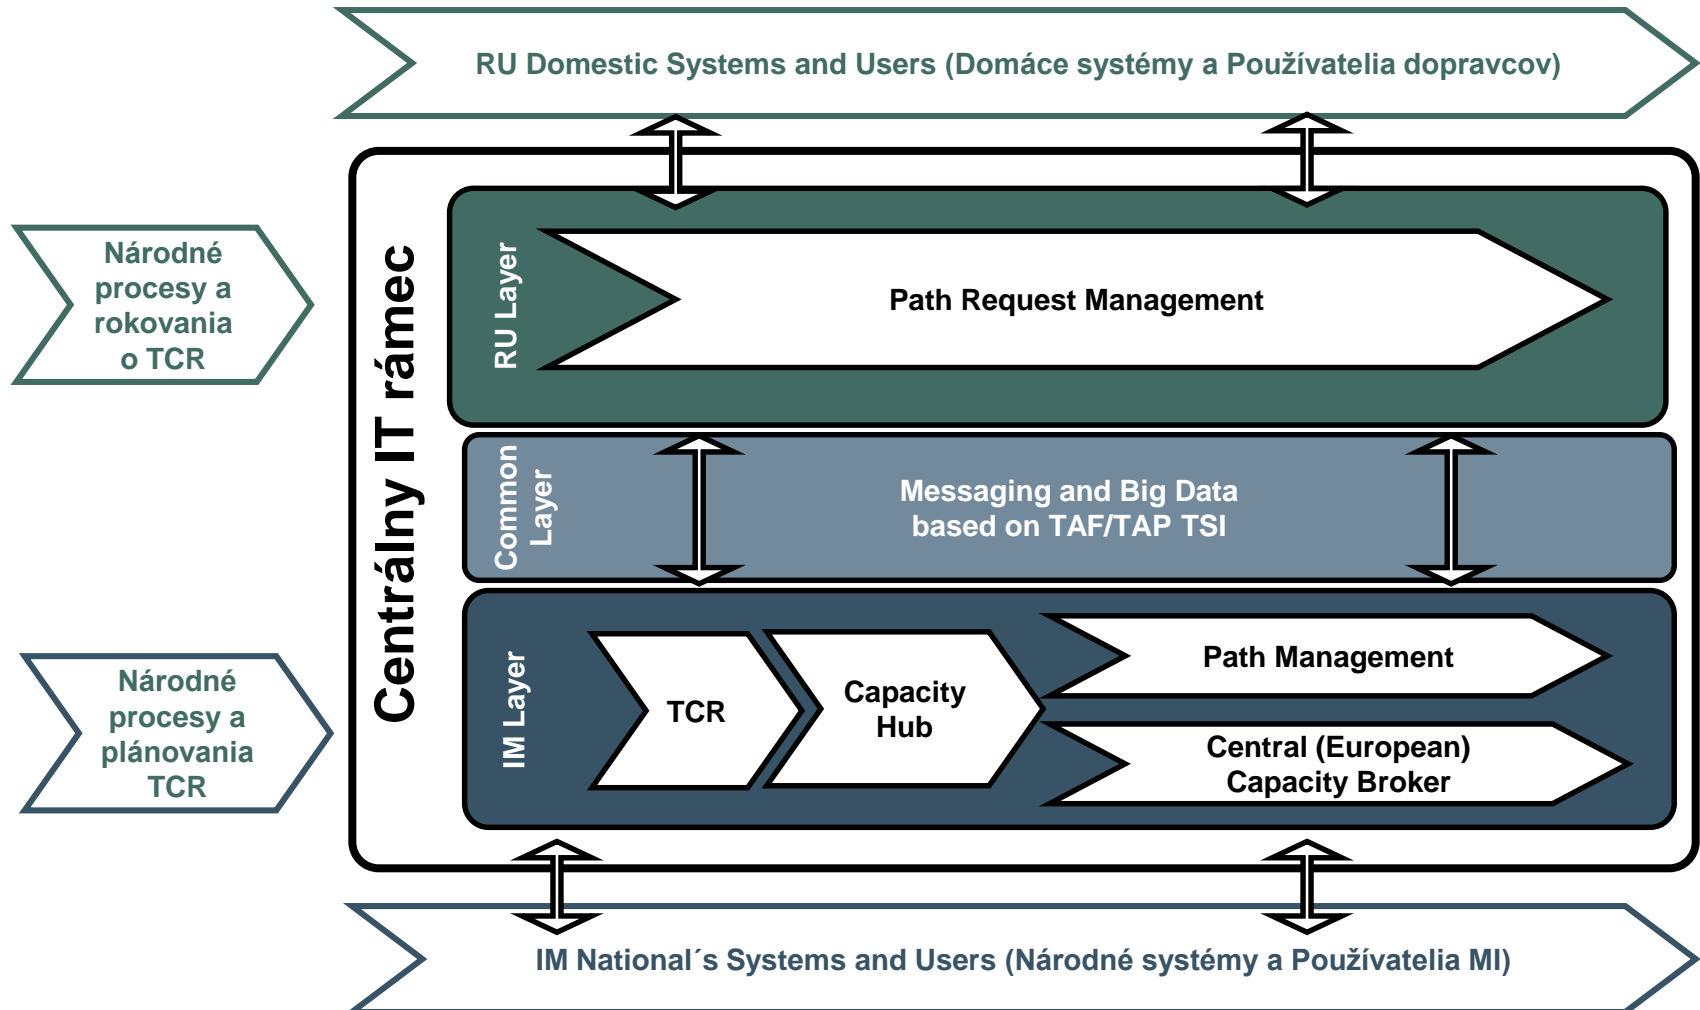 RU Domestic Systems and Users (Domáce systémy a Používatelia dopravcov)
Národné
procesy a
rokovania
o TCR
Centrálny IT rámec
RU Layer
Path Request Management
Common
Layer
Messaging and Big Data
based on TAF/TAP TSI
Národné
procesy a
plánovania
TCR
IM Layer
TCR
Capacity
Hub
Path Management
Central (European)
Capacity Broker
IM National´s Systems and Users (Národné systémy a Používatelia MI)